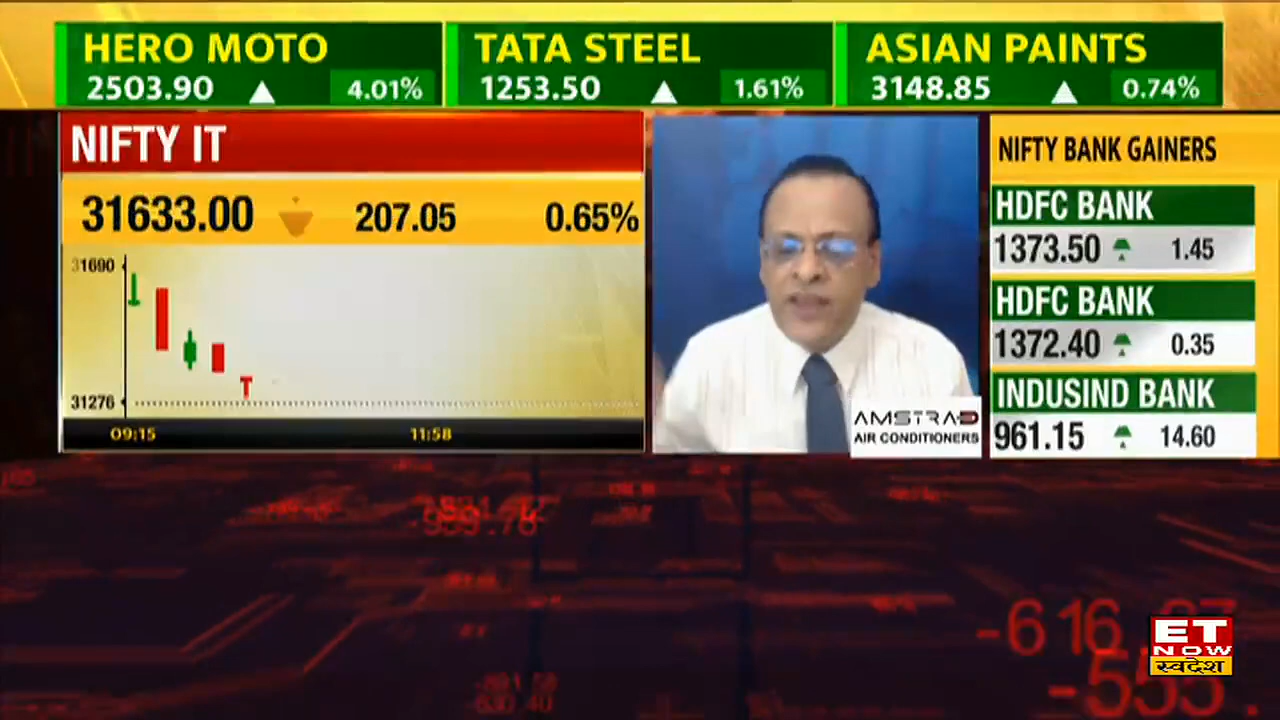 HERO MOTO
2503.90 4.01%
TATA STEEL
1253.50 1.61%
ASIAN PAINTS
3148.85 0.74%
NIFTY IT
31633.00 207.05 0.65%
31690
31276
09:15 11:58
AMSTRAD
AIR CONDITIONERS
NIFTY BANK GAINERS
HDFC BANK
1373.50 1.45
HDFC BANK
1372.40 0.35
INDUSIND BANK
961.15 14.60
-616
-555
ET
NOW
स्वदेश